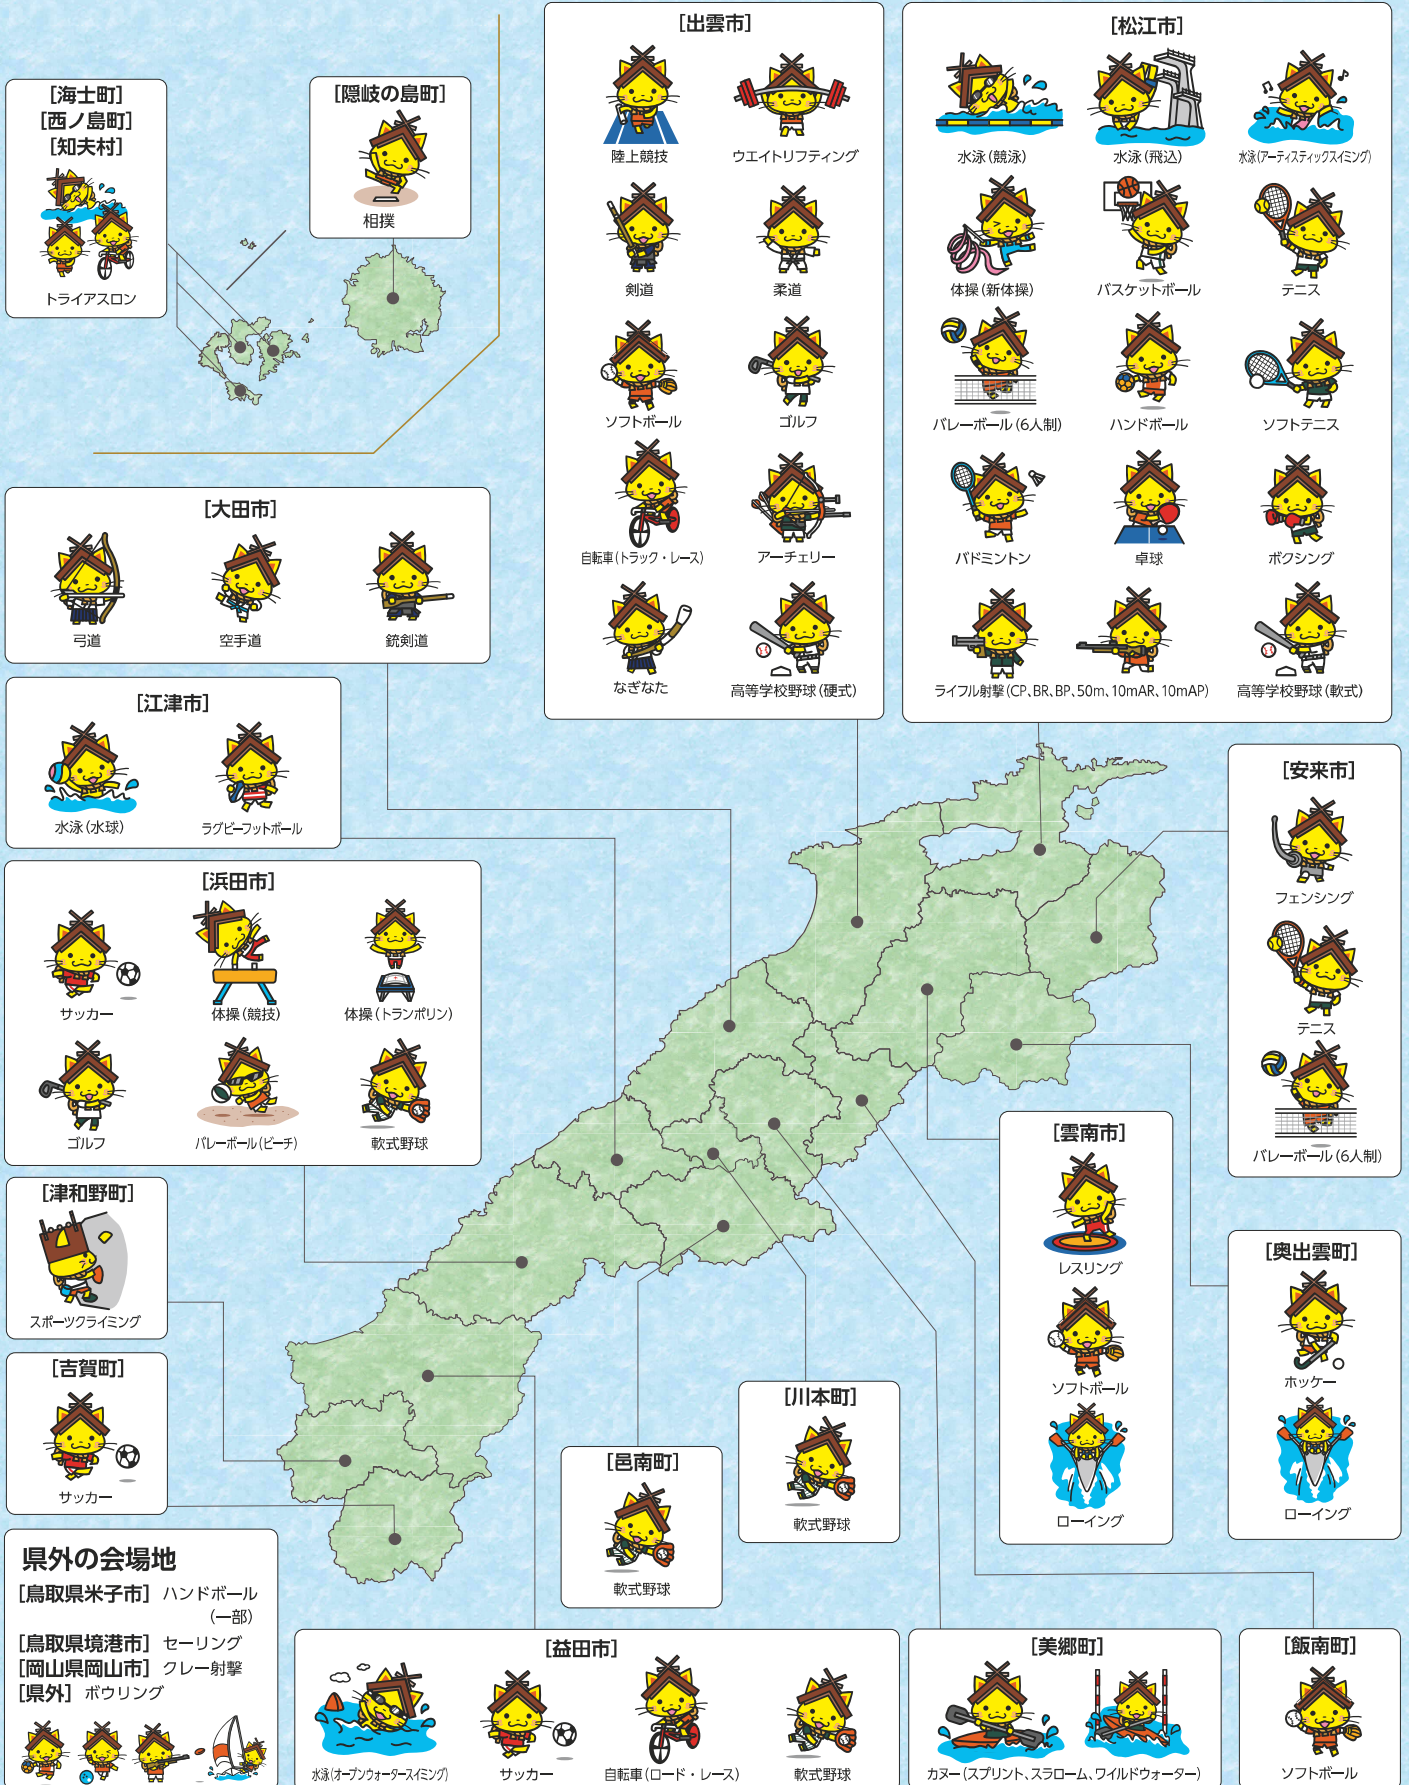 [海士町]
[西ノ島町]
[知夫村]
トライアスロン
[隠岐の島町]
相撲
[出雲市]
陸上競技
ウエイトリフティング
剣道
柔道
ソフトボール
ゴルフ
自転車(トラック・レース)
アーチェリー
なぎなた
高等学校野球(硬式)
[松江市]
水泳(競泳)
水泳(飛込)
水泳(アーティスティックスイミング)
体操(新体操)
バスケットボール
テニス
バレーボール(6人制)
ハンドボール
ソフトテニス
バドミントン
卓球
ボクシング
ライフル射撃(CP、BR、BP、50m、10mAR、10mAP)
高等学校野球(軟式)
[大田市]
弓道
空手道
銃剣道
[江津市]
水泳(水球)
ラグビーフットボール
[浜田市]
サッカー
体操(競技)
体操(トランポリン)
ゴルフ
バレーボール(ビーチ)
軟式野球
[安来市]
フェンシング
テニス
バレーボール(6人制)
[津和野町]
スポーツクライミング
[吉賀町]
サッカー
[雲南市]
レスリング
ソフトボール
ローイング
[奥出雲町]
ホッケー
ローイング
[川本町]
軟式野球
[邑南町]
軟式野球
県外の会場地
[鳥取県米子市] ハンドボール
(一部)
[鳥取県境港市] セーリング
[岡山県岡山市] クレー射撃
[県外] ボウリング
[益田市]
水泳(オープンウォータースイミング)
サッカー
自転車(ロード・レース)
軟式野球
[美郷町]
カヌー(スプリント、スラローム、ワイルドウォーター)
[飯南町]
ソフトボール